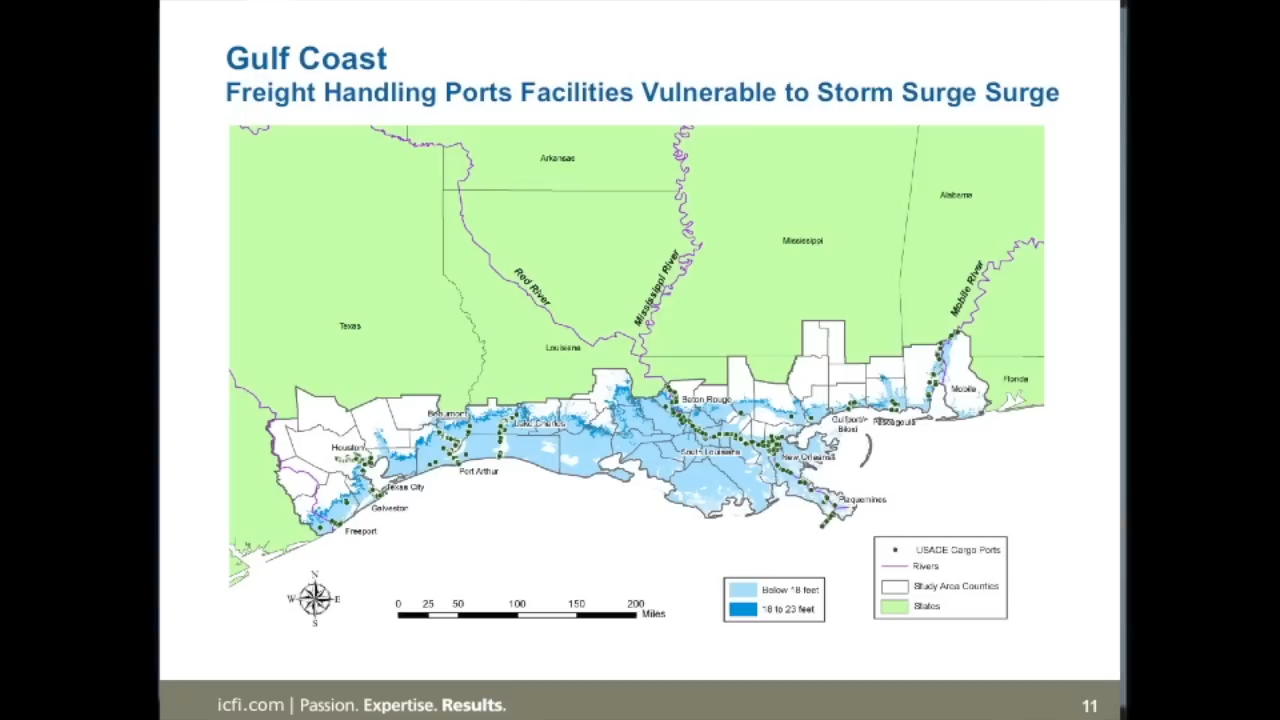 Gulf Coast
Freight Handling Ports Facilities Vulnerable to Storm Surge Surge
Arkansas
Alabama
Mississippi
Red River
Mississippi River
Mobile River
Texas
Louisiana
Florida
Mobile
Baton Rouge
Beaumont
Lake Charles
Gulfport/
Biloxi
Pascagoula
Houston
South Louisiana
New Orleans
Port Arthur
Texas City
Plaquemines
Galveston
Freeport
USACE Cargo Ports
Rivers
Study Area Counties
States
N
W
E
S
0 25 50 100 150 200
Miles
Below 18 feet
18 to 23 feet
icfi.com | Passion. Expertise. Results.
11